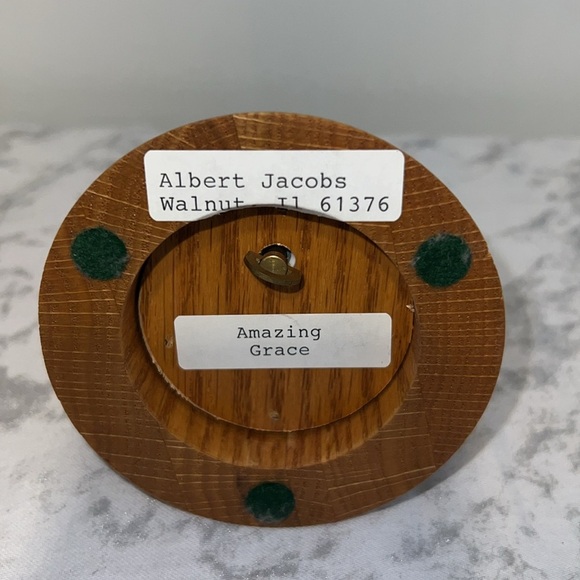 Albert Jacobs
Walnut, Il 61376
Amazing
Grace